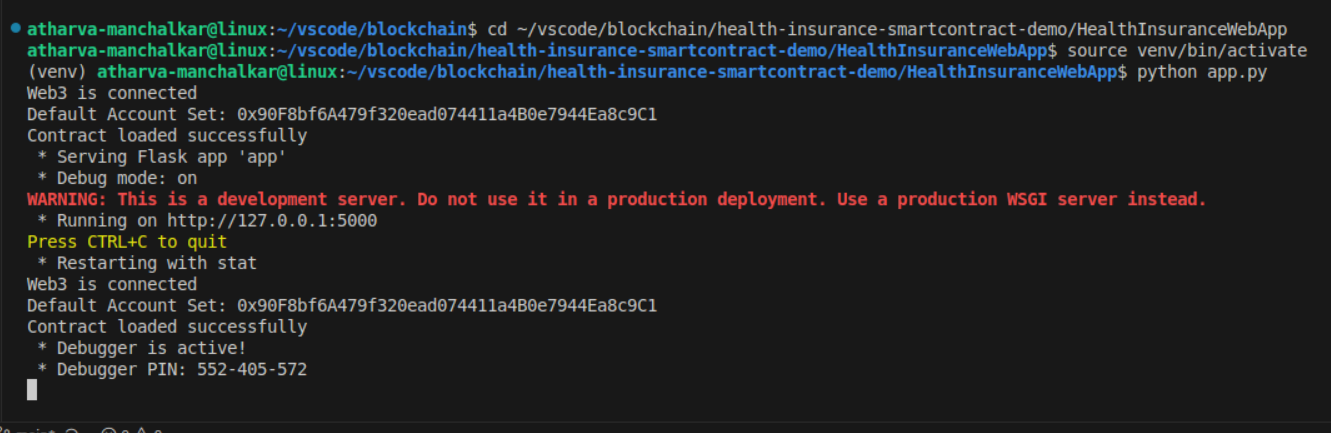 atharva-manchalkar@linux:~/vscode/blockchain$ cd ~/vscode/blockchain/health-insurance-smartcontract-demo/HealthInsuranceWebApp
atharva-manchalkar@linux:~/vscode/blockchain/health-insurance-smartcontract-demo/HealthInsuranceWebApp$ source venv/bin/activate
(venv) atharva-manchalkar@linux:~/vscode/blockchain/health-insurance-smartcontract-demo/HealthInsuranceWebApp$ python app.py
Web3 is connected
Default Account Set: 0x90F8bf6A479f320ead074411a4B0e7944Ea8c9C1
Contract loaded successfully
 * Serving Flask app 'app'
 * Debug mode: on
WARNING: This is a development server. Do not use it in a production deployment. Use a production WSGI server instead.
 * Running on http://127.0.0.1:5000
Press CTRL+C to quit
 * Restarting with stat
Web3 is connected
Default Account Set: 0x90F8bf6A479f320ead074411a4B0e7944Ea8c9C1
Contract loaded successfully
 * Debugger is active!
 * Debugger PIN: 552-405-572